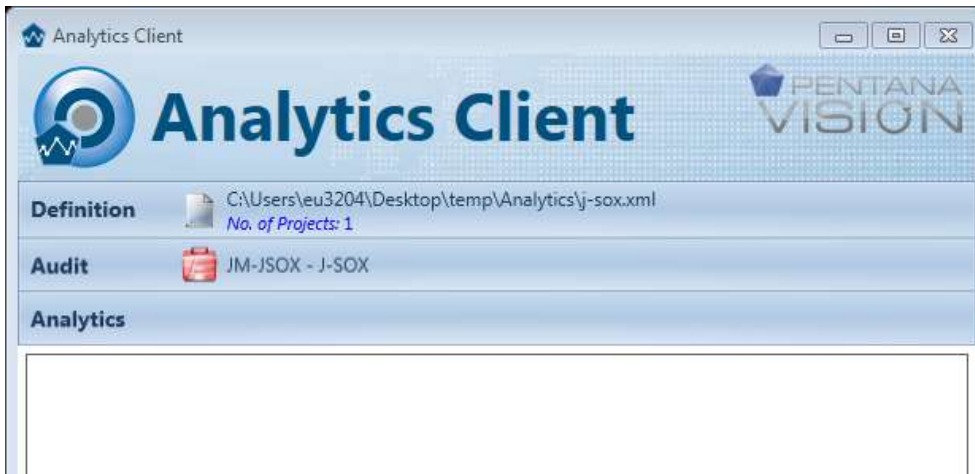 Analytics Client
Analytics Client
PENTANA
VISION
Definition
C:\Users\eu3204\Desktop\temp\Analytics\j-sox.xml
No. of Projects: 1
Audit
JM-JSOX - J-SOX
Analytics